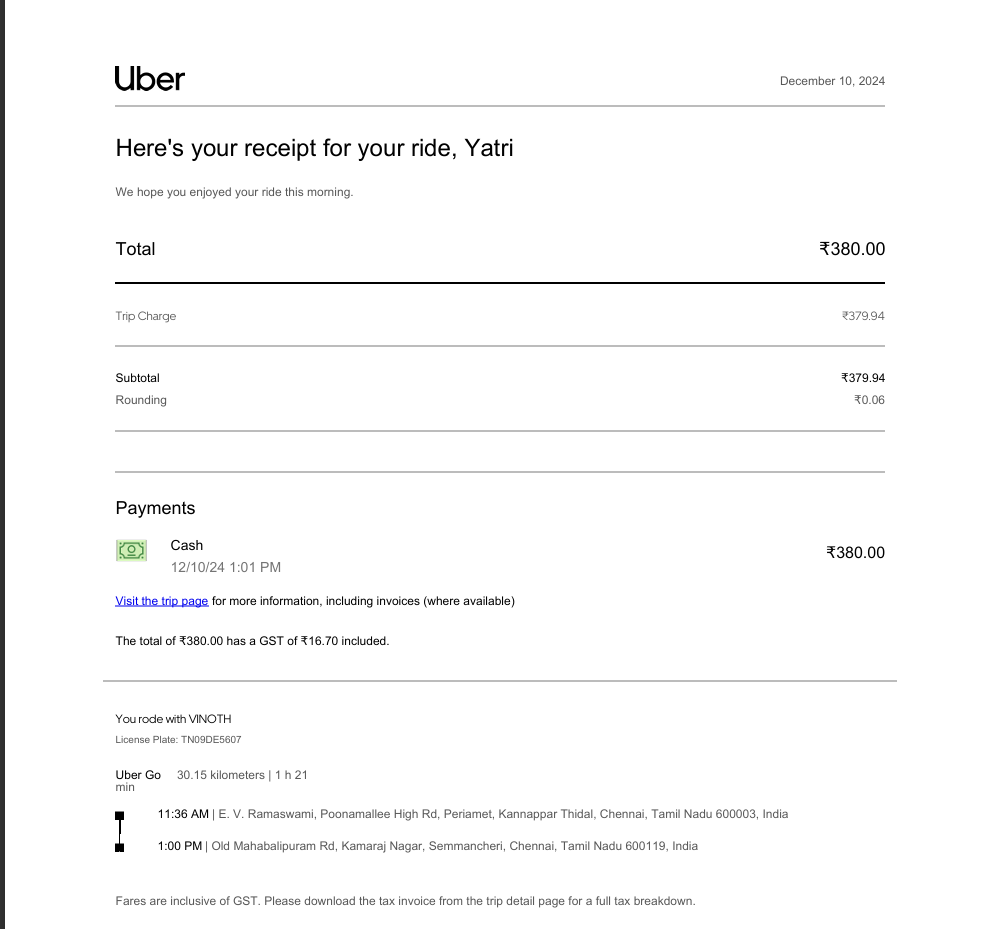 Uber
December 10, 2024
Here's your receipt for your ride, Yatri
We hope you enjoyed your ride this morning.
Total ₹380.00
Trip Charge ₹379.94
Subtotal ₹379.94
Rounding ₹0.06
Payments
Cash ₹380.00
12/10/24 1:01 PM
Visit the trip page for more information, including invoices (where available)
The total of ₹380.00 has a GST of ₹16.70 included.
You rode with VINOTH
License Plate: TN09DE5607
Uber Go 30.15 kilometers | 1 h 21
min
11:36 AM | E. V. Ramaswami, Poonamallee High Rd, Periamet, Kannappar Thidal, Chennai, Tamil Nadu 600003, India
1:00 PM | Old Mahabalipuram Rd, Kamaraj Nagar, Semmancheri, Chennai, Tamil Nadu 600119, India
Fares are inclusive of GST. Please download the tax invoice from the trip detail page for a full tax breakdown.